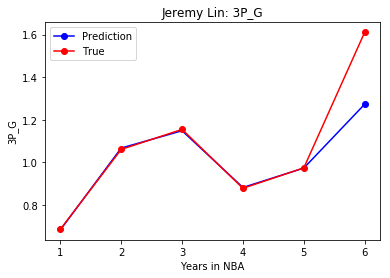 Jeremy Lin: 3P_G
Prediction
True
3P_G
1.6
1.4
1.2
1.0
0.8
1 2 3 4 5 6
Years in NBA